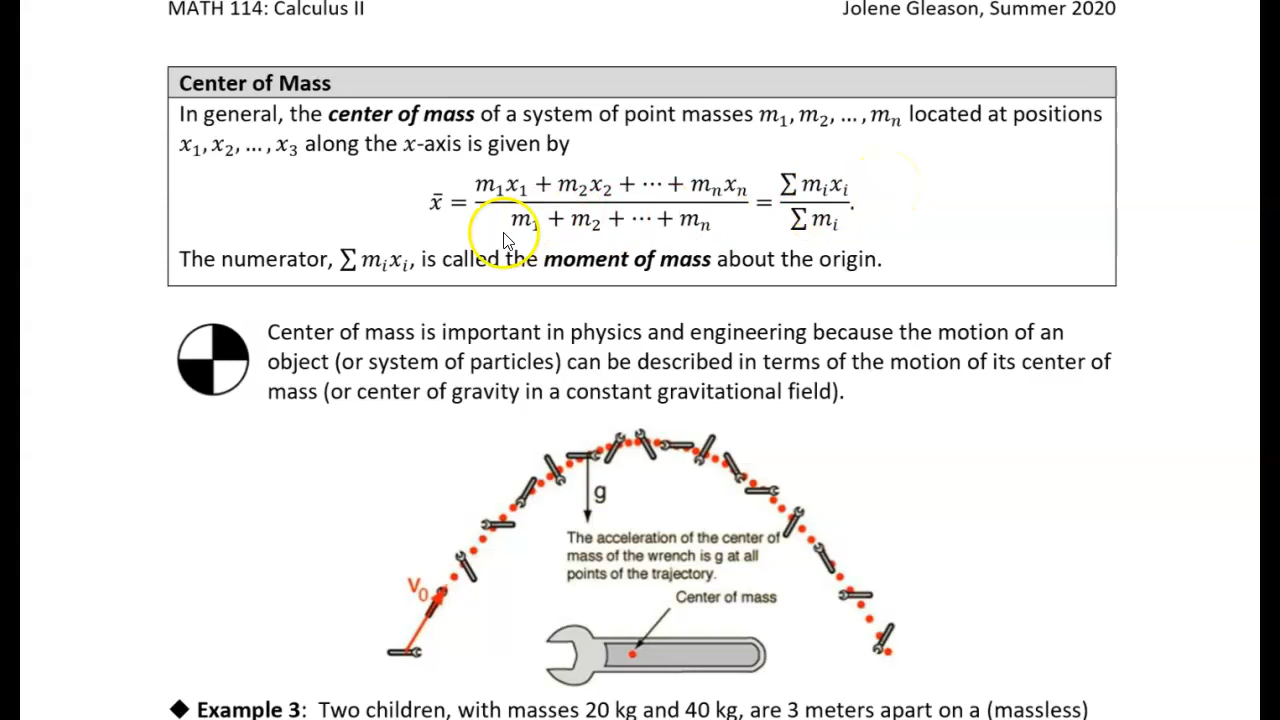 MATH 114: Calculus II Jolene Gleason, Summer 2020
Center of Mass
In general, the center of mass of a system of point masses m₁, m₂, …, mₙ located at positions
x₁, x₂, …, x₃ along the x-axis is given by
x̄ = (m₁x₁ + m₂x₂ + ⋯ + mₙxₙ) / (m₁ + m₂ + ⋯ + mₙ) = ∑ mᵢxᵢ / ∑ mᵢ.
The numerator, ∑ mᵢxᵢ, is called the moment of mass about the origin.
Center of mass is important in physics and engineering because the motion of an
object (or system of particles) can be described in terms of the motion of its center of
mass (or center of gravity in a constant gravitational field).
g
The acceleration of the center of
mass of the wrench is g at all
points of the trajectory.
V₀
Center of mass
◆ Example 3: Two children, with masses 20 kg and 40 kg, are 3 meters apart on a (massless)